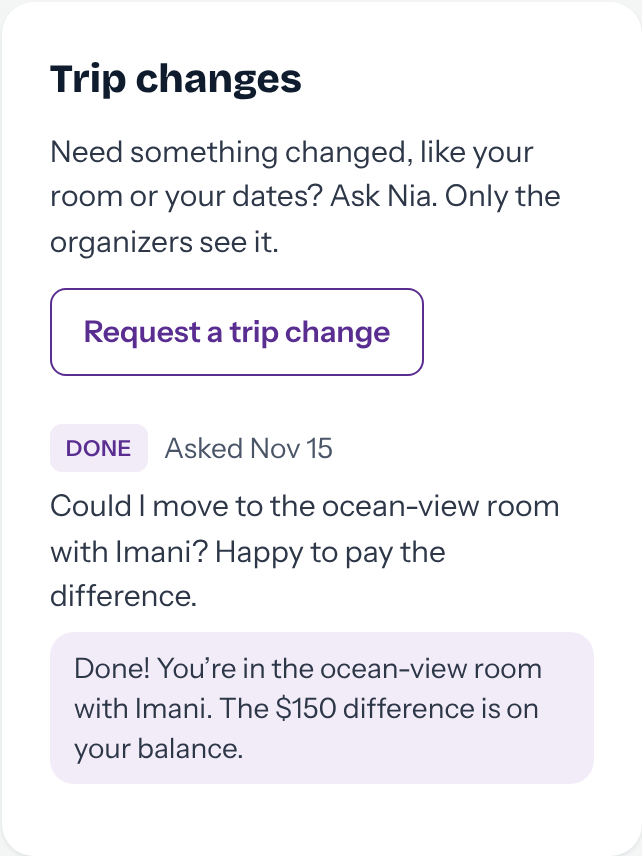 Trip changes
Need something changed, like your
room or your dates? Ask Nia. Only the
organizers see it.
Request a trip change
DONE Asked Nov 15
Could I move to the ocean-view room
with Imani? Happy to pay the
difference.
Done! You’re in the ocean-view room
with Imani. The $150 difference is on
your balance.